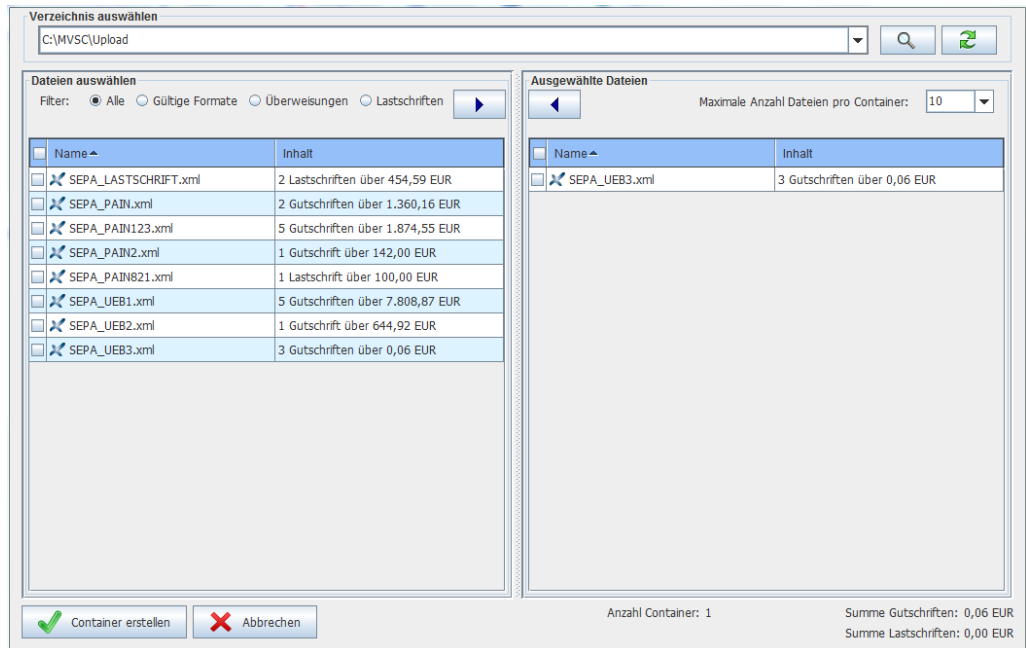 Verzeichnis auswählen
C:\MVSC\Upload
Dateien auswählen
Filter: Alle Gültige Formate Überweisungen Lastschriften
Name Inhalt
SEPA_LASTSCHRIFT.xml 2 Lastschriften über 454,59 EUR
SEPA_PAIN.xml 2 Gutschriften über 1.360,16 EUR
SEPA_PAIN123.xml 5 Gutschriften über 1.874,55 EUR
SEPA_PAIN2.xml 1 Gutschrift über 142,00 EUR
SEPA_PAIN821.xml 1 Lastschrift über 100,00 EUR
SEPA_UEB1.xml 5 Gutschriften über 7.808,87 EUR
SEPA_UEB2.xml 1 Gutschrift über 644,92 EUR
SEPA_UEB3.xml 3 Gutschriften über 0,06 EUR
Ausgewählte Dateien
Maximale Anzahl Dateien pro Container: 10
Name Inhalt
SEPA_UEB3.xml 3 Gutschriften über 0,06 EUR
Container erstellen Abbrechen
Anzahl Container: 1 Summe Gutschriften: 0,06 EUR
Summe Lastschriften: 0,00 EUR